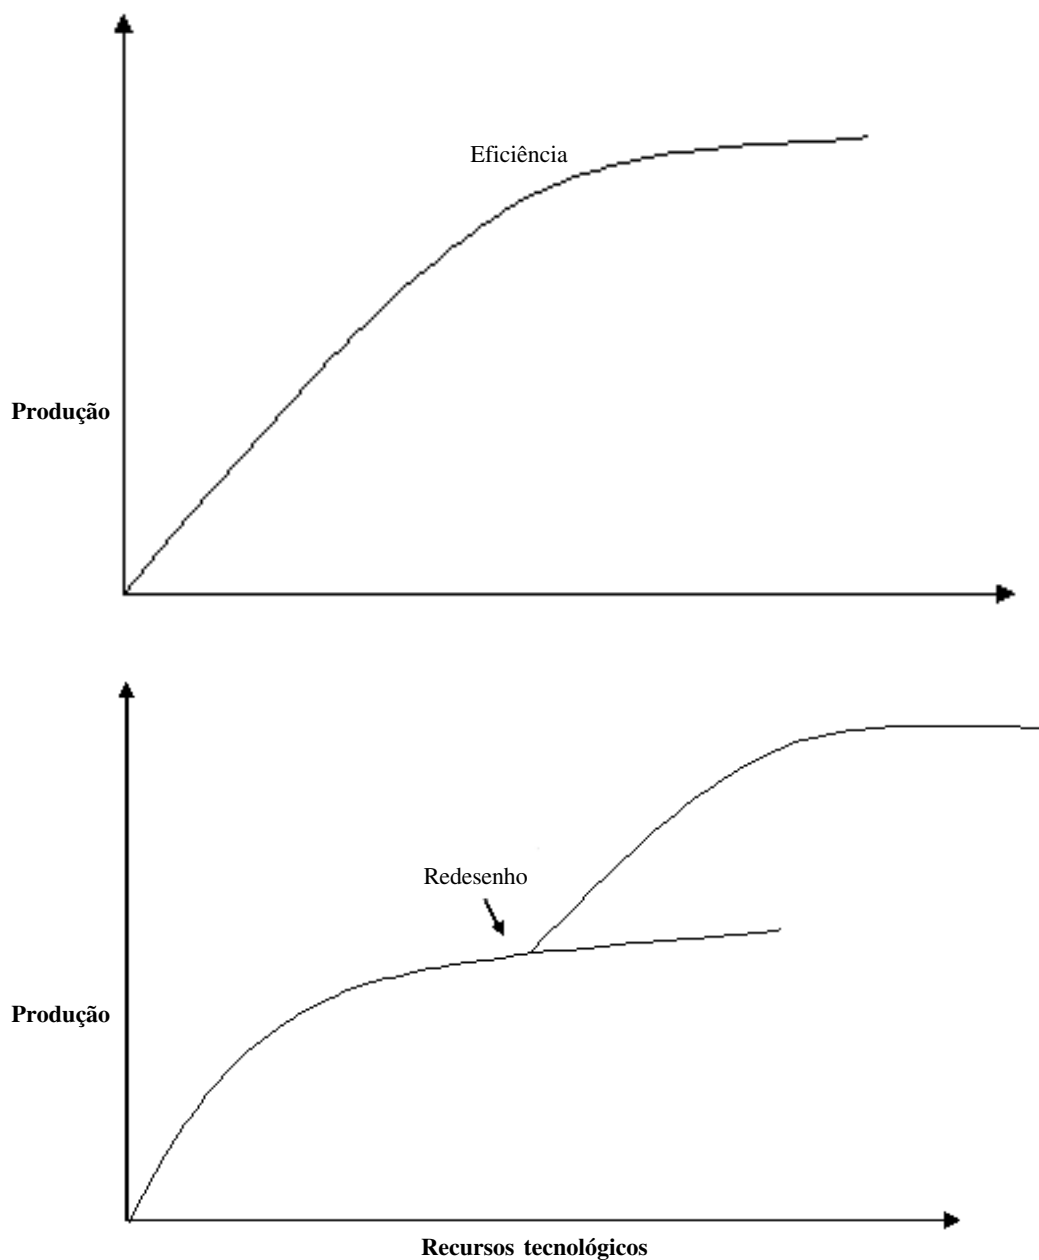 Eficiência
Produção
Redesenho
Produção
Recursos tecnológicos